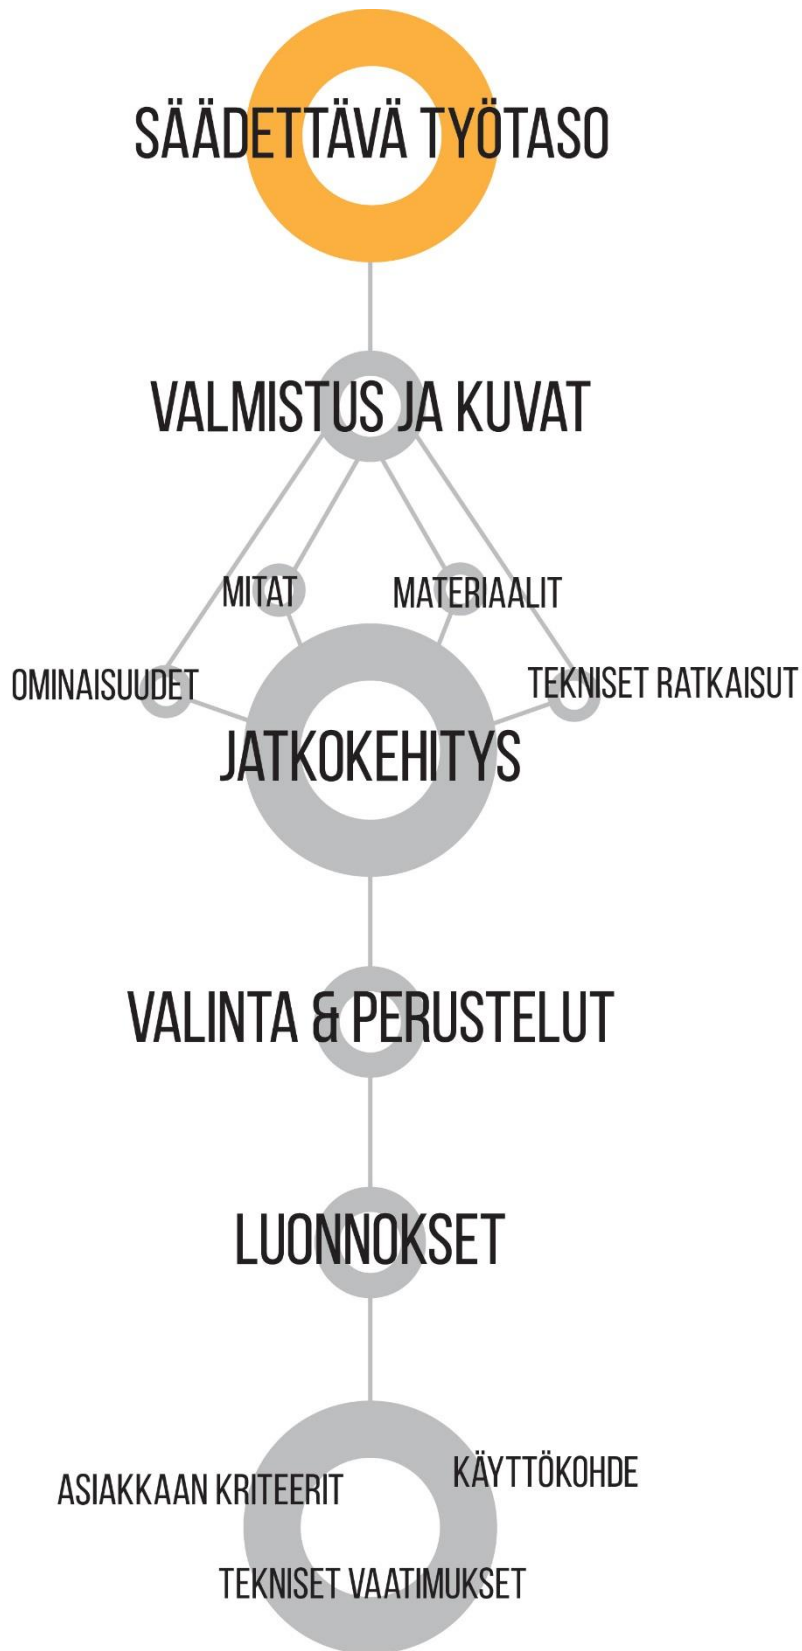 SÄÄDETTÄVÄ TYÖTASO
VALMISTUS JA KUVAT
MITAT
MATERIAALIT
OMINAISUUDET
TEKNISET RATKAISUT
JATKOKEHITYS
VALINTA & PERUSTELUT
LUONNOKSET
ASIAKKAAN KRITEERIT
KÄYTTÖKOHDE
TEKNISET VAATIMUKSET